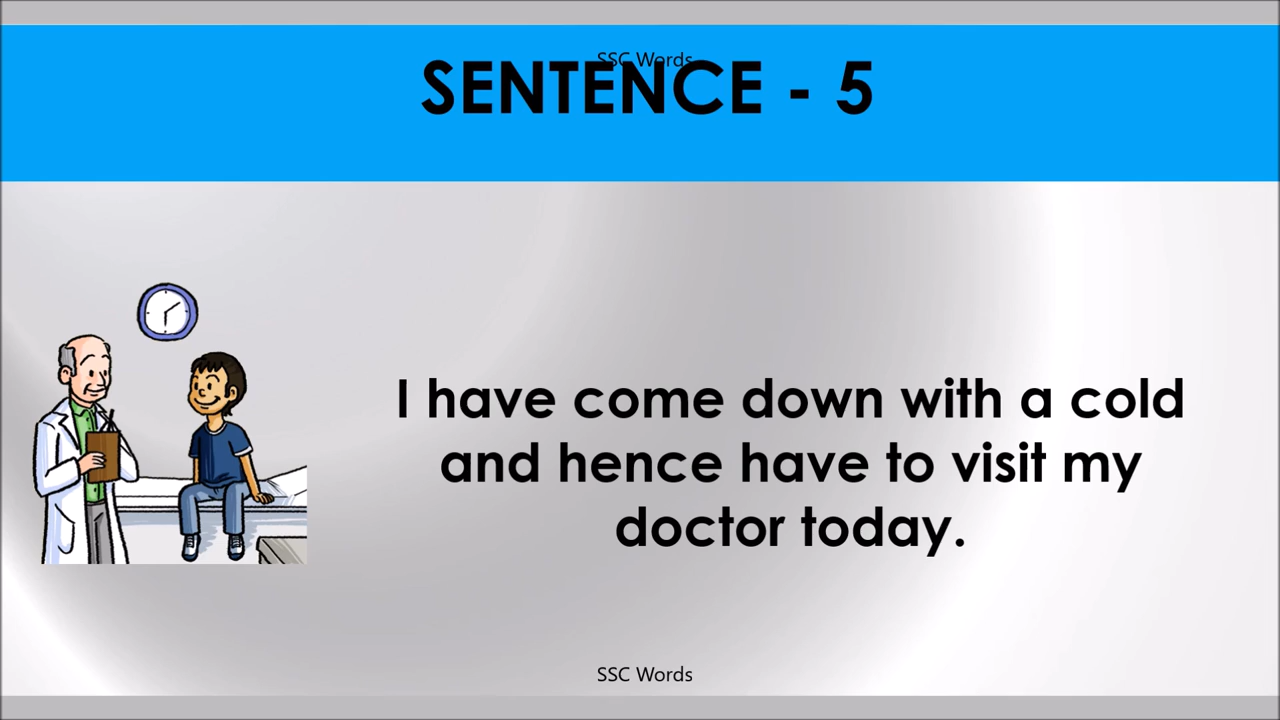 SSC Words
SENTENCE - 5
I have come down with a cold
and hence have to visit my
doctor today.
SSC Words